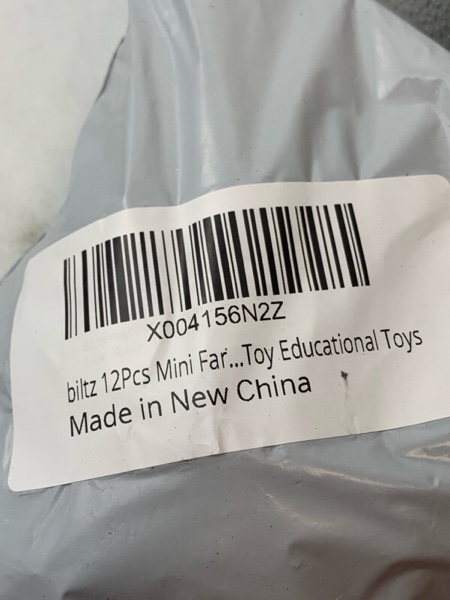 X004156N2Z
biltz 12Pcs Mini Far...Toy Educational Toys
Made in New China